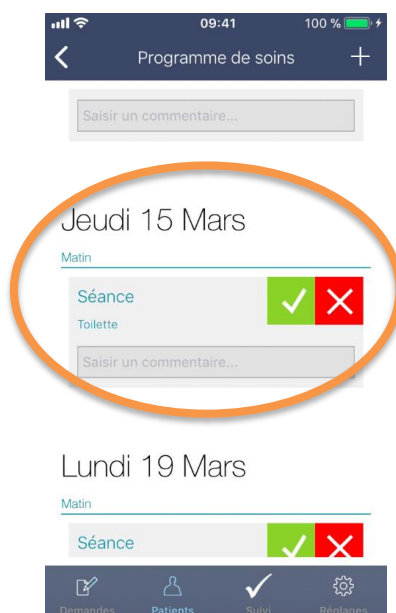 09:41 100 %
Programme de soins
Saisir un commentaire...
Jeudi 15 Mars
Matin
Séance
Toilette
Saisir un commentaire...
Lundi 19 Mars
Matin
Séance
Demandes Patients Suivi Réglages